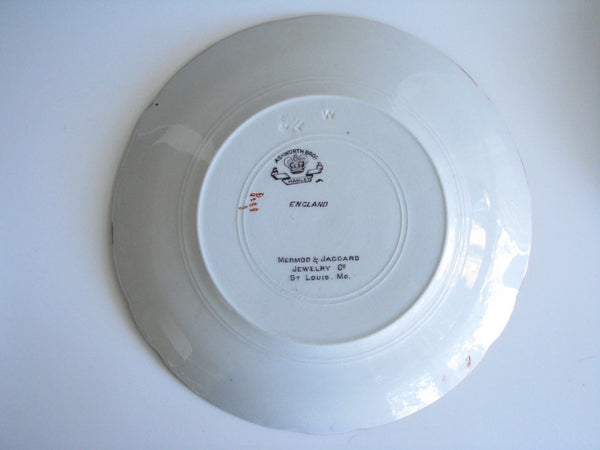 W
ASHWORTH BROS
HANLEY
ENGLAND
MERMOD & JACCARD
JEWELRY Co
ST LOUIS. MO.